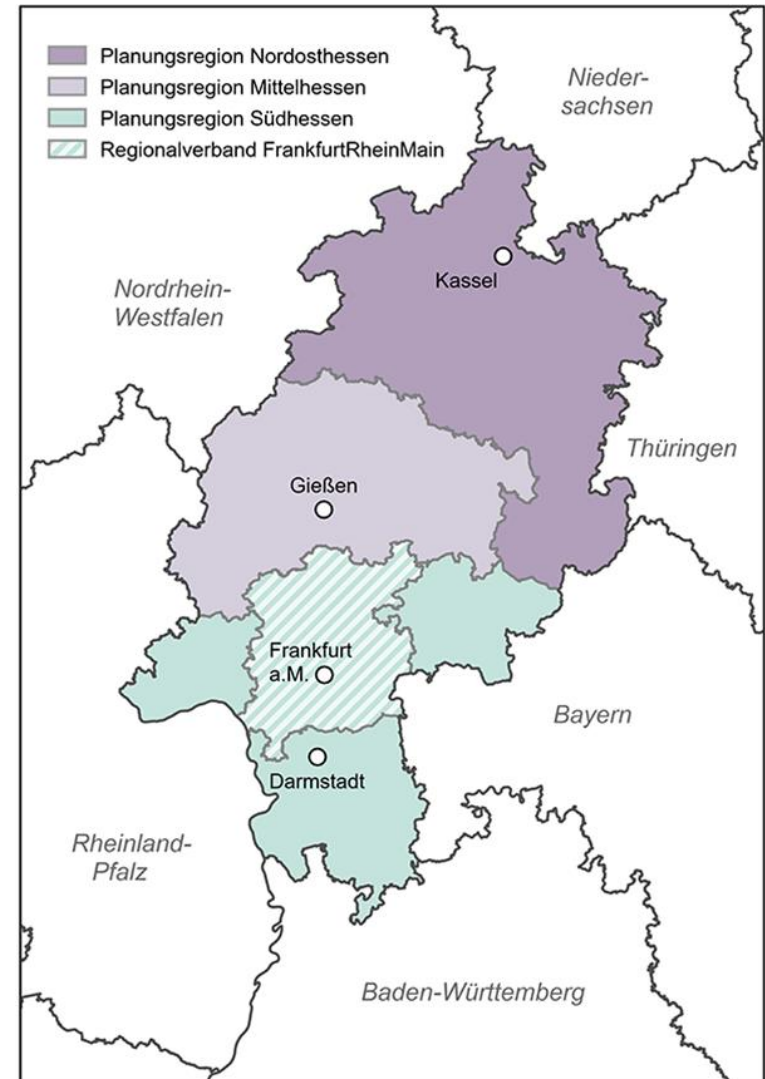 Planungsregion Nordosthessen
Planungsregion Mittelhessen
Planungsregion Südhessen
Regionalverband FrankfurtRheinMain
Nieder-
sachsen
Kassel
Nordrhein-
Westfalen
Thüringen
Gießen
Frankfurt
a.M.
Bayern
Darmstadt
Rheinland-
Pfalz
Baden-Württemberg